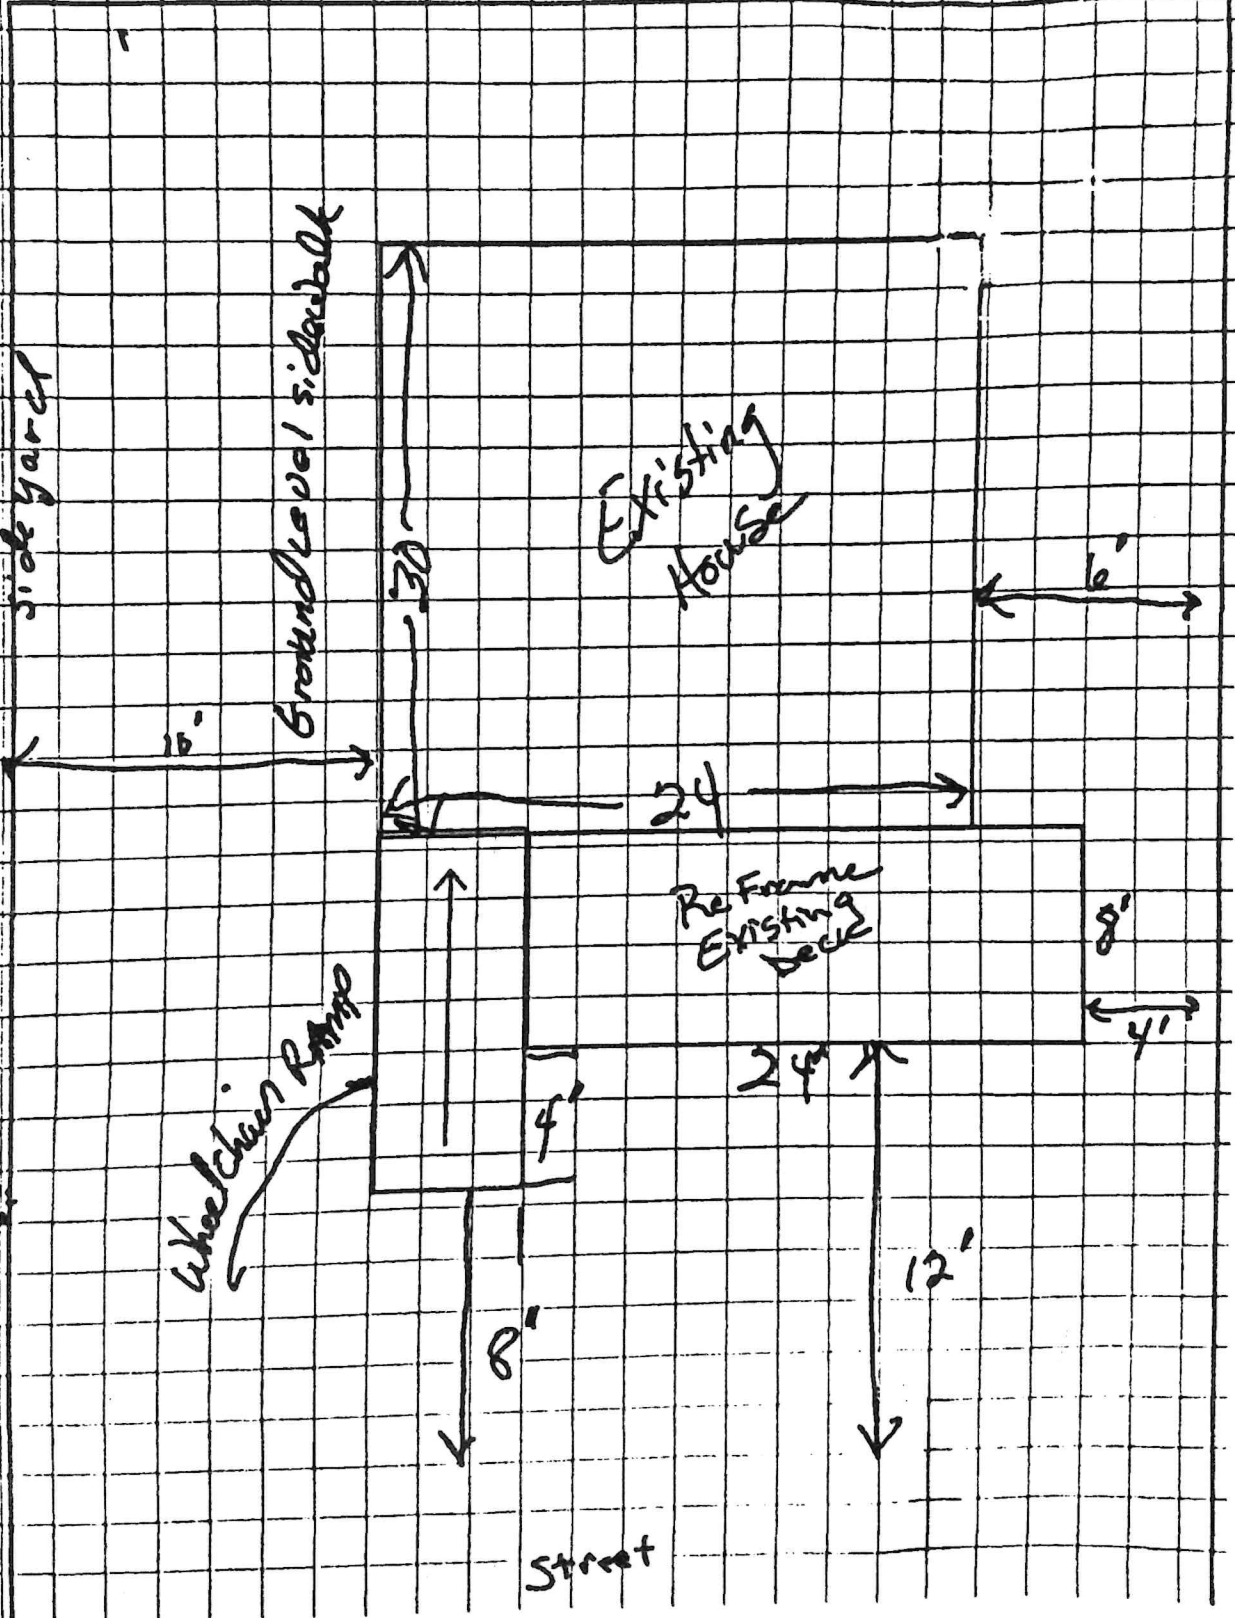 Ground Level sidewalk
side yard
Existing
House
30
6'
24
Re Frame
Existing
Deck
8'
4'
24"
Wheelchair Ramp
4'
12'
8'
Street